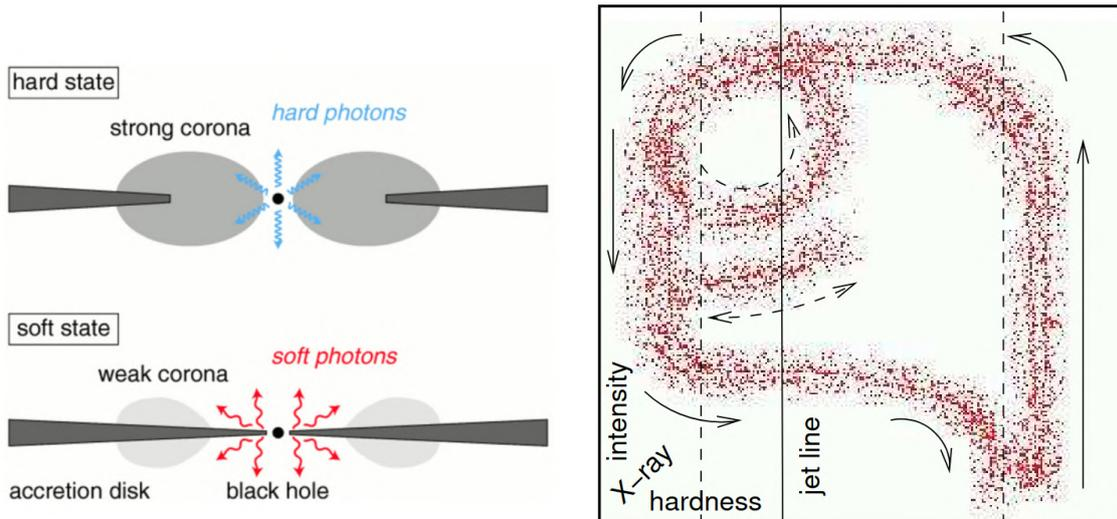 hard state
hard photons
strong corona
soft state
soft photons
weak corona
accretion disk
black hole
intensity
X-ray
hardness
jet line